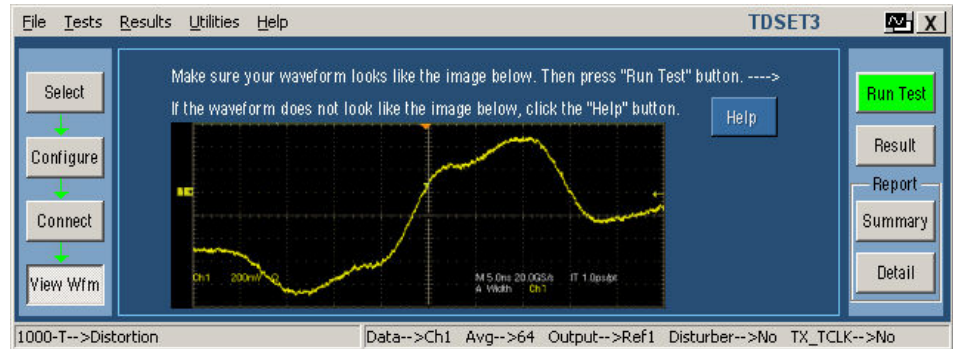 File Tests Results Utilities Help TDSET3 X
Make sure your waveform looks like the image below. Then press "Run Test" button. ---->
If the waveform does not look like the image below, click the "Help" button.
Help
Select
Configure
Connect
View Wfm
Run Test
Result
Report
Summary
Detail
Ch1 200mV Ω M 5.0ns 20.0GS/s IT 1.0ps/pt
A Width Ch1
1000-T-->Distortion Data-->Ch1 Avg-->64 Output-->Ref1 Disturber-->No TX_TCLK-->No